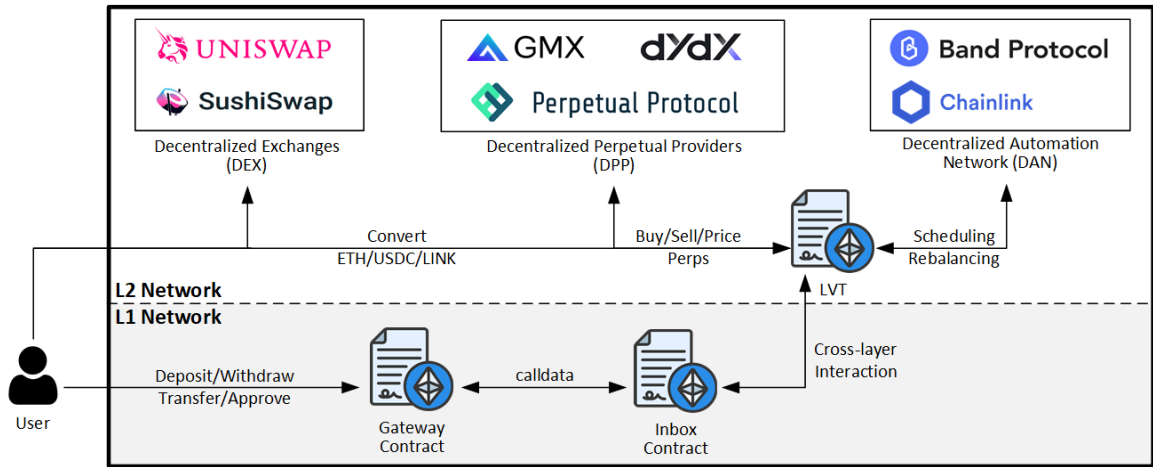 UNISWAP
SushiSwap
GMX
dYdX
Perpetual Protocol
Band Protocol
Chainlink
Decentralized Exchanges
(DEX)
Decentralized Perpetual Providers
(DPP)
Decentralized Automation
Network (DAN)
Convert
ETH/USDC/LINK
Buy/Sell/Price
Perps
Scheduling
Rebalancing
LVT
L2 Network
L1 Network
Cross-layer
Interaction
Deposit/Withdraw
Transfer/Approve
calldata
User
Gateway
Contract
Inbox
Contract